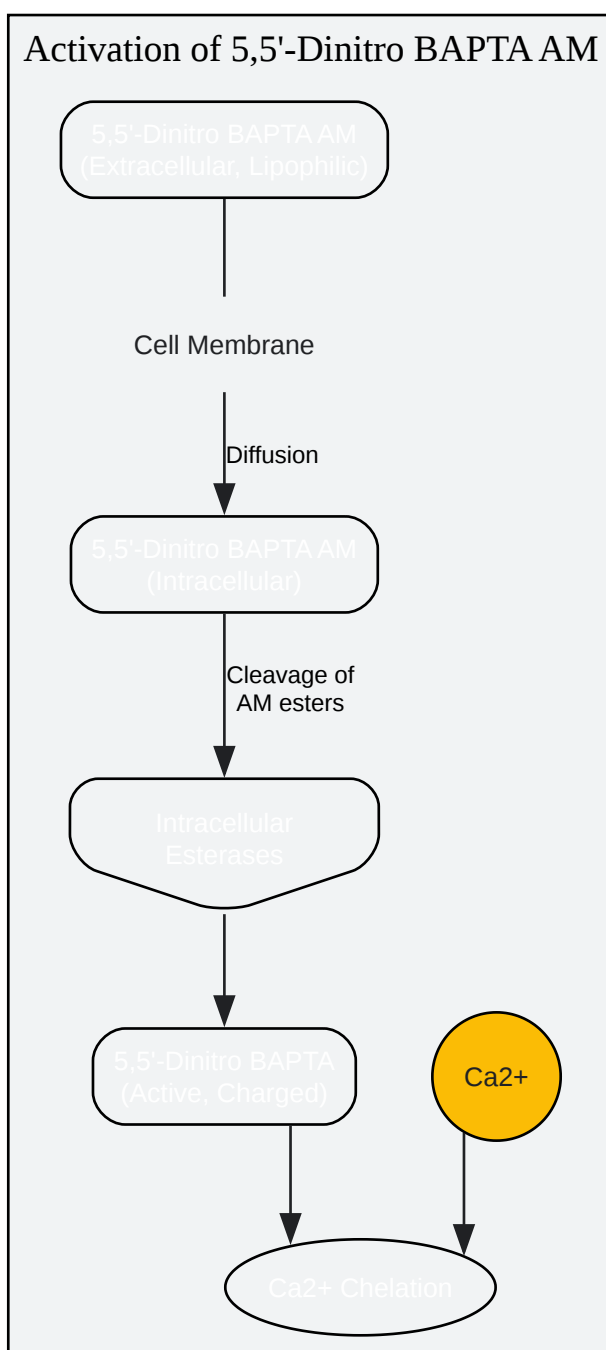 Activation of 5,5'-Dinitro BAPTA AM
5,5'-Dinitro BAPTA AM
(Extracellular, Lipophilic)
Cell Membrane
Diffusion
5,5'-Dinitro BAPTA AM
(Intracellular)
Cleavage of
AM esters
Intracellular
Esterases
5,5'-Dinitro BAPTA
(Active, Charged)
Ca2+
Ca2+ Chelation